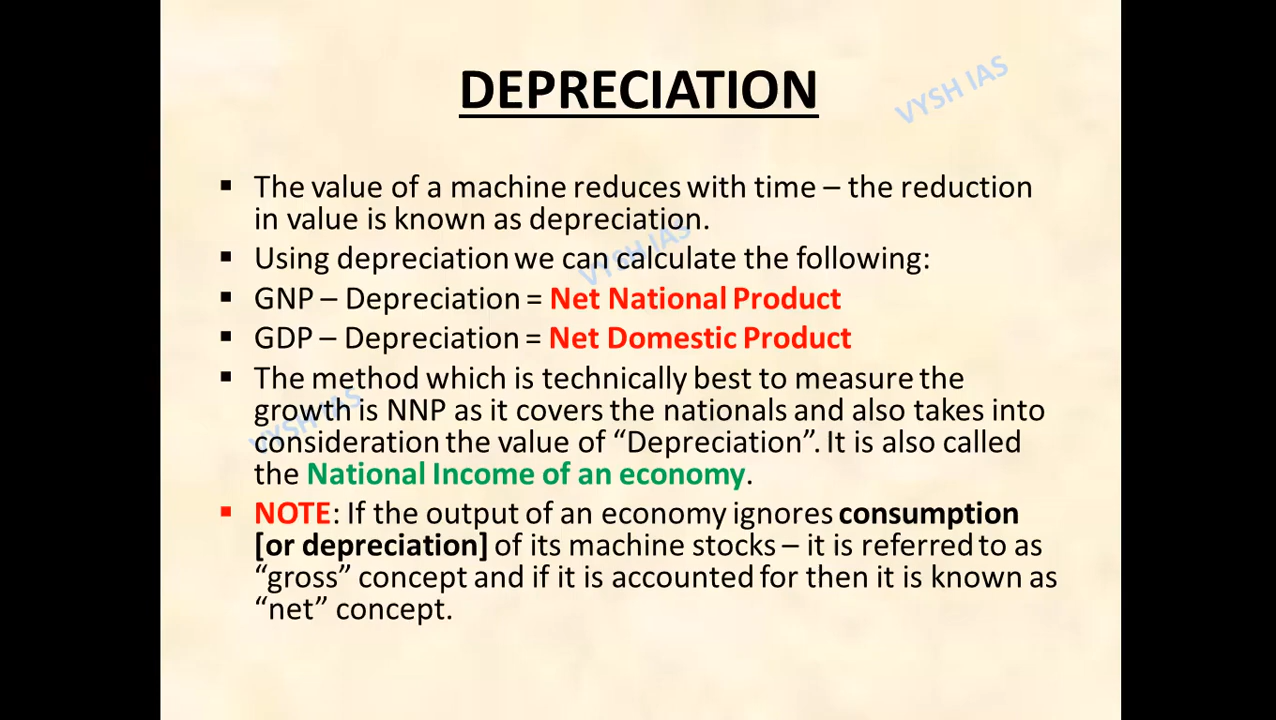 DEPRECIATION
VYSH IAS
▪ The value of a machine reduces with time – the reduction
in value is known as depreciation.
VYSH IAS
▪ Using depreciation we can calculate the following:
▪ GNP – Depreciation = Net National Product
▪ GDP – Depreciation = Net Domestic Product
▪ The method which is technically best to measure the
growth is NNP as it covers the nationals and also takes into
VYSH IAS
consideration the value of “Depreciation”. It is also called
the National Income of an economy.
▪ NOTE: If the output of an economy ignores consumption
[or depreciation] of its machine stocks – it is referred to as
“gross” concept and if it is accounted for then it is known as
“net” concept.